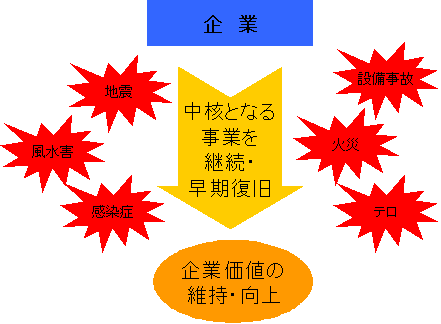 企 業
地震
設備事故
中核となる
事業を
継続・
早期復旧
風水害
火災
感染症
テロ
企業価値の
維持・向上